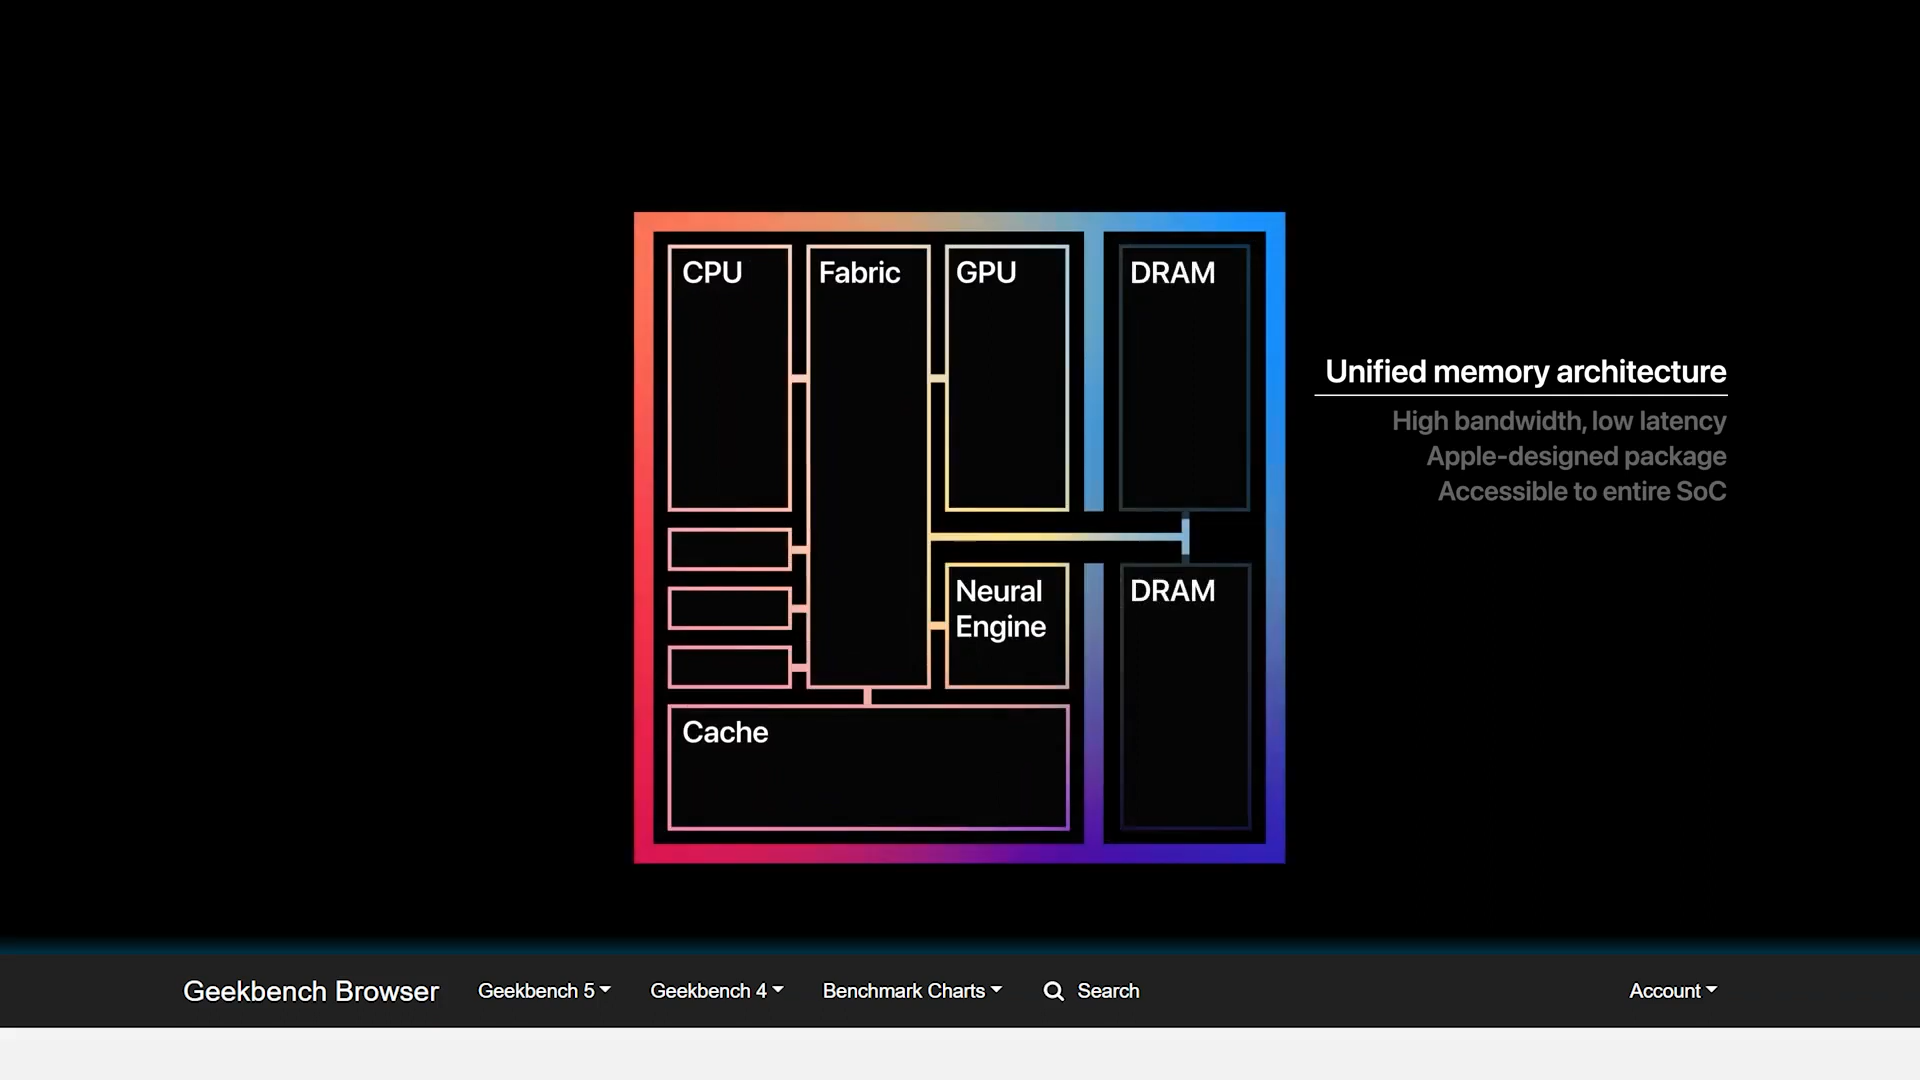 CPU
Fabric
GPU
DRAM
Unified memory architecture
High bandwidth, low latency
Apple-designed package
Accessible to entire SoC
Neural
Engine
DRAM
Cache
Geekbench Browser
Geekbench 5
Geekbench 4
Benchmark Charts
Search
Account